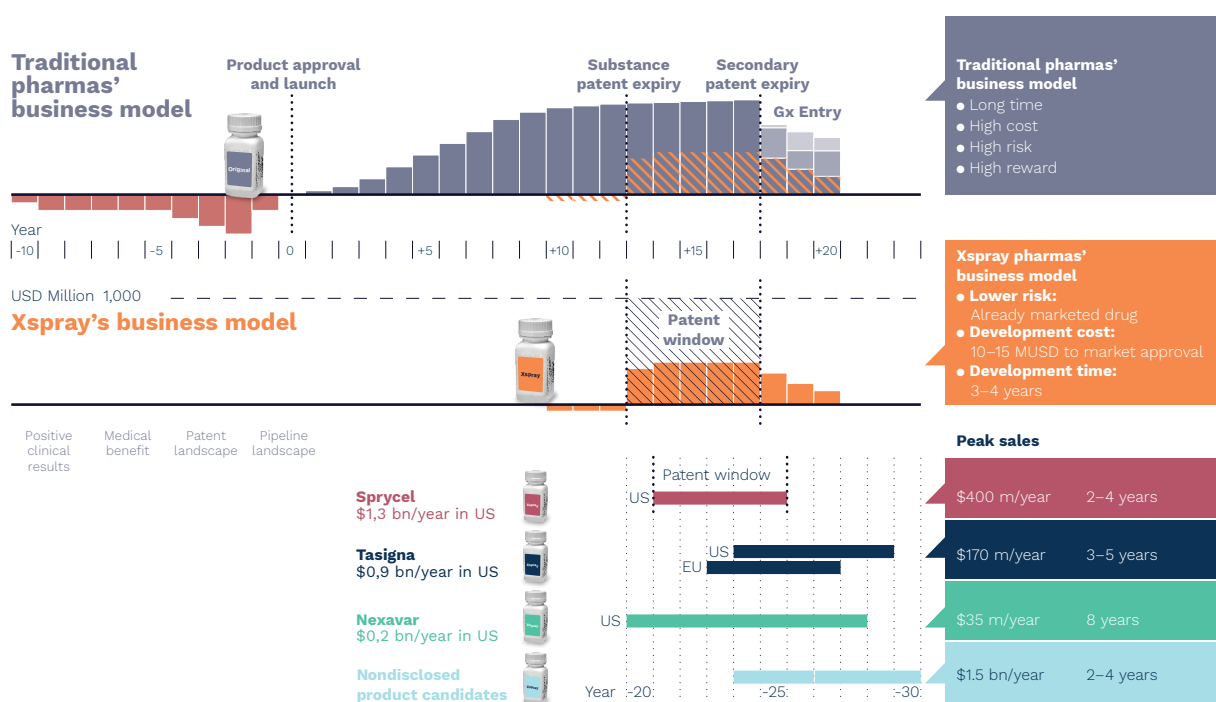 Traditional
pharmas’
business model
Product approval
and launch
Substance
patent expiry
Secondary
patent expiry
Gx Entry
Original
Year
-10
-5
0
+5
+10
+15
+20
Traditional pharmas’
business model
• Long time
• High cost
• High risk
• High reward
USD Million 1,000
Xspray’s business model
Xspray
Patent
window
Xspray pharmas’
business model
• Lower risk:
Already marketed drug
• Development cost:
10–15 MUSD to market approval
• Development time:
3–4 years
Positive
clinical
results
Medical
benefit
Patent
landscape
Pipeline
landscape
Peak sales
Patent window
Sprycel
$1,3 bn/year in US
US
$400 m/year 2–4 years
Tasigna
$0,9 bn/year in US
US
EU
$170 m/year 3–5 years
Nexavar
$0,2 bn/year in US
US
$35 m/year 8 years
Nondisclosed
product candidates
$1.5 bn/year 2–4 years
Year -20 -25 -30